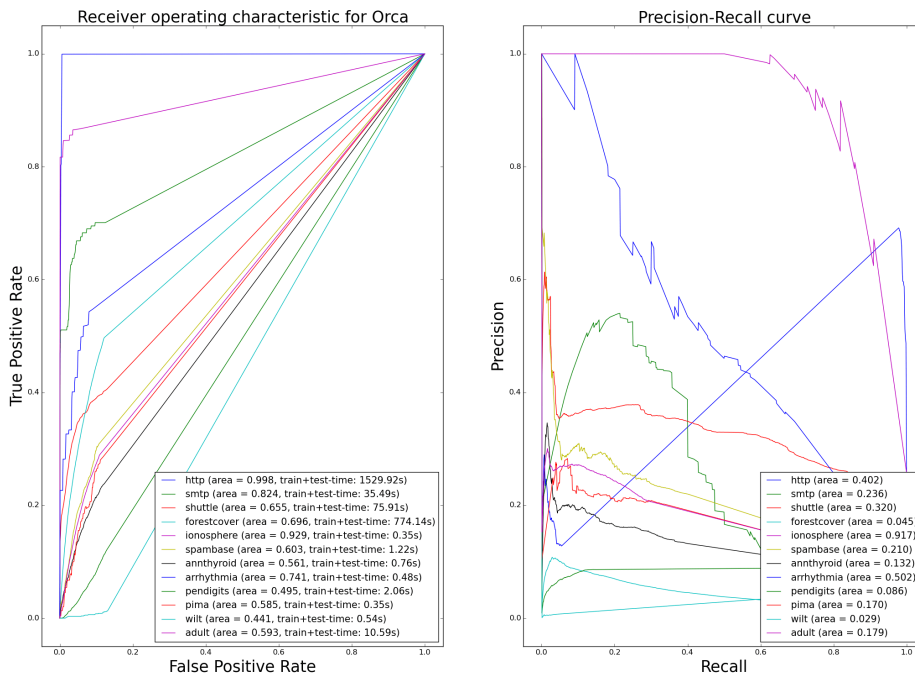 Receiver operating characteristic for Orca
1.0
0.8
0.6
0.4
0.2
0.0
0.0
0.2
0.4
0.6
0.8
1.0
True Positive Rate
False Positive Rate
http (area = 0.998, train+test-time: 1529.92s)
smtp (area = 0.824, train+test-time: 35.49s)
shuttle (area = 0.655, train+test-time: 75.91s)
forestcover (area = 0.696, train+test-time: 774.14s)
ionosphere (area = 0.929, train+test-time: 0.35s)
spambase (area = 0.603, train+test-time: 1.22s)
annthyroid (area = 0.561, train+test-time: 0.76s)
arrhythmia (area = 0.741, train+test-time: 0.48s)
pendigits (area = 0.495, train+test-time: 2.06s)
pima (area = 0.585, train+test-time: 0.35s)
wilt (area = 0.441, train+test-time: 0.54s)
adult (area = 0.593, train+test-time: 10.59s)
Precision-Recall curve
1.0
0.8
0.6
0.4
0.2
0.0
0.0
0.2
0.4
0.6
0.8
1.0
Precision
Recall
http (area = 0.402)
smtp (area = 0.236)
shuttle (area = 0.320)
forestcover (area = 0.045)
ionosphere (area = 0.917)
spambase (area = 0.210)
annthyroid (area = 0.132)
arrhythmia (area = 0.502)
pendigits (area = 0.086)
pima (area = 0.170)
wilt (area = 0.029)
adult (area = 0.179)